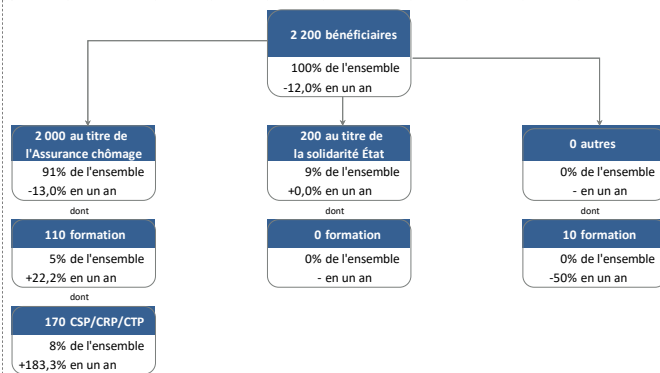 2 200 bénéficiaires
100% de l'ensemble
-12,0% en un an
2 000 au titre de
l'Assurance chômage
91% de l'ensemble
-13,0% en un an
dont
110 formation
5% de l'ensemble
+22,2% en un an
dont
170 CSP/CRP/CTP
8% de l'ensemble
+183,3% en un an
200 au titre de
la solidarité État
9% de l'ensemble
+0,0% en un an
dont
0 formation
0% de l'ensemble
- en un an
0 autres
0% de l'ensemble
- en un an
dont
10 formation
0% de l'ensemble
-50% en un an